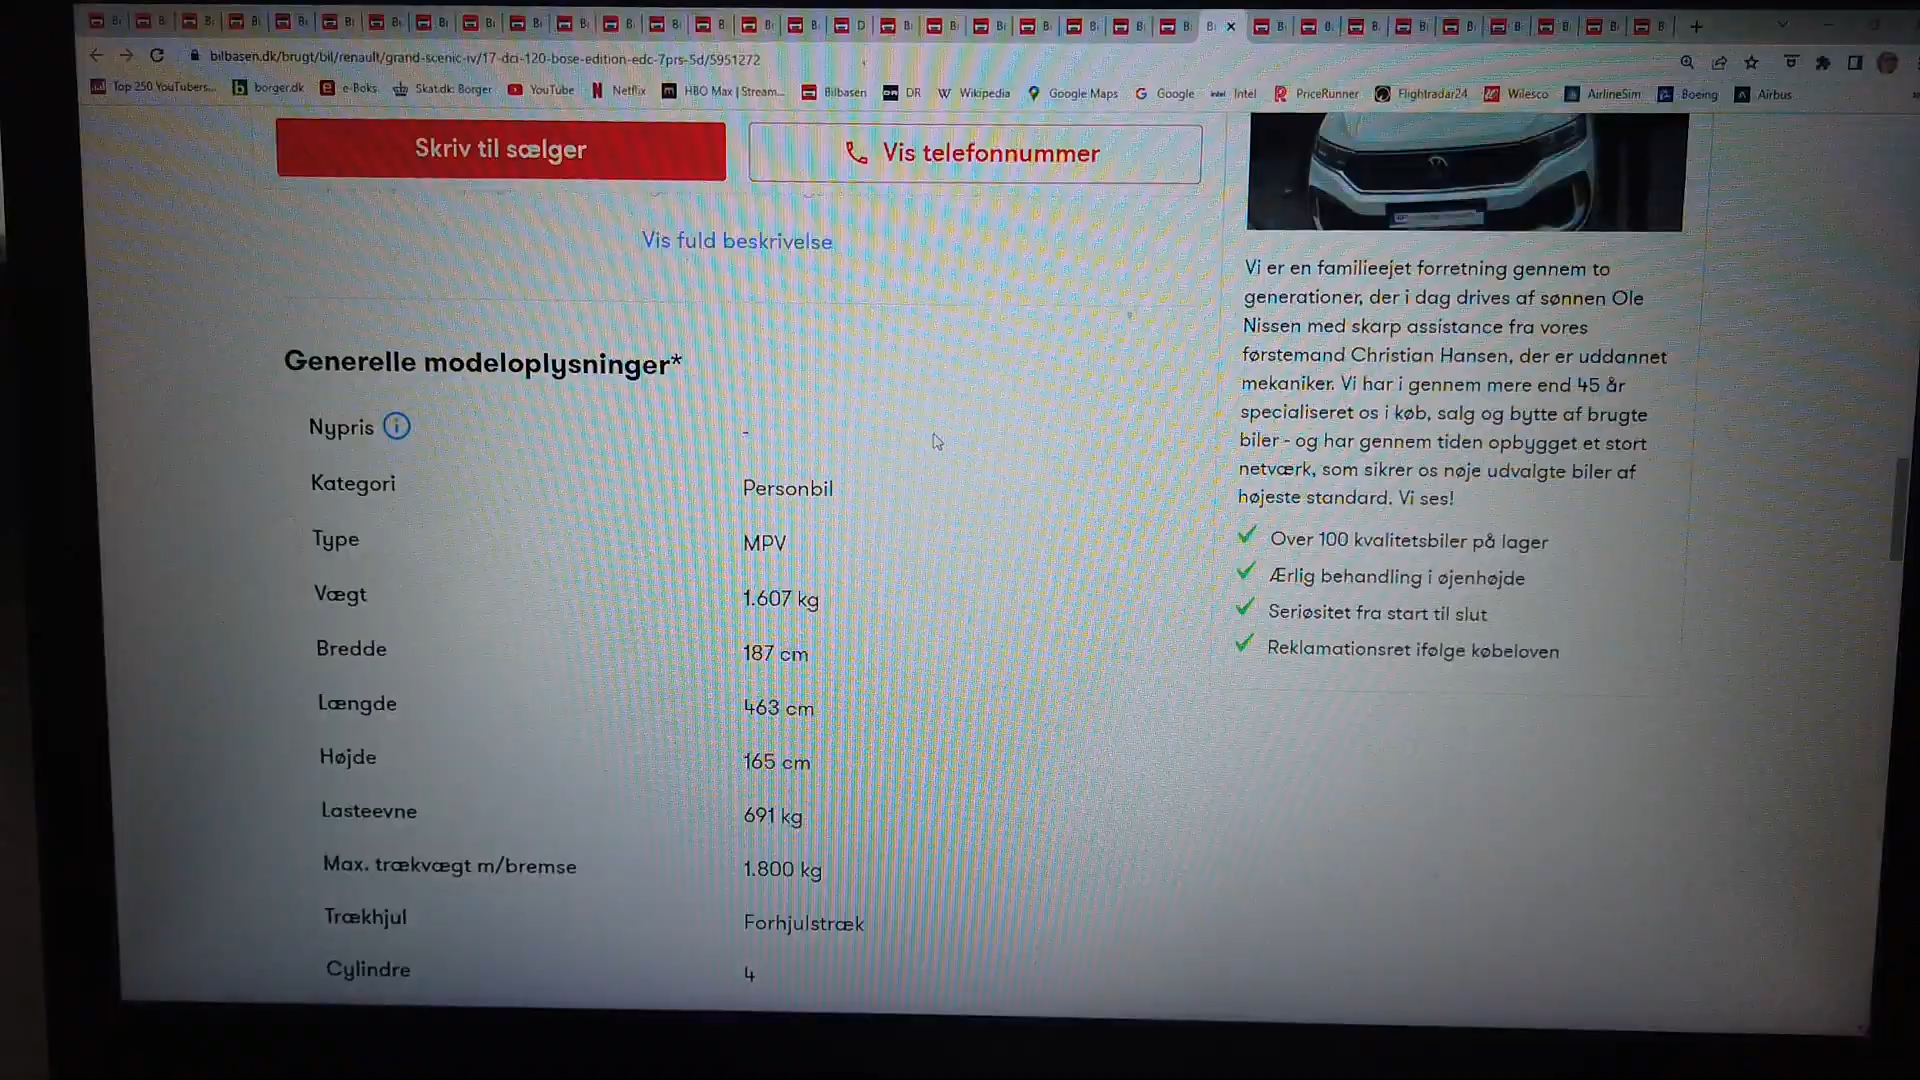 bilbasen.dk/brugt/bil/renault/grand-scenic-iv/17-dci-120-bose-edition-edc-7prs-5d/5951272
Top 250 YouTubers... borger.dk e-Boks Skat.dk: Borger YouTube Netflix HBO Max | Stream... Bilbasen DR Wikipedia Google Maps Google Intel PriceRunner Flightradar24 Wilesco AirlineSim Boeing Airbus
Skriv til sælger
Vis telefonnummer
Vis fuld beskrivelse
Generelle modeloplysninger*
Nypris -
Kategori Personbil
Type MPV
Vægt 1.607 kg
Bredde 187 cm
Længde 463 cm
Højde 165 cm
Lasteevne 691 kg
Max. trækvægt m/bremse 1.800 kg
Trækhjul Forhjulstræk
Cylindre 4
Vi er en familieejet forretning gennem to
generationer, der i dag drives af sønnen Ole
Nissen med skarp assistance fra vores
førstemand Christian Hansen, der er uddannet
mekaniker. Vi har i gennem mere end 45 år
specialiseret os i køb, salg og bytte af brugte
biler - og har gennem tiden opbygget et stort
netværk, som sikrer os nøje udvalgte biler af
højeste standard. Vi ses!
Over 100 kvalitetsbiler på lager
Ærlig behandling i øjenhøjde
Seriøsitet fra start til slut
Reklamationsret ifølge købeloven